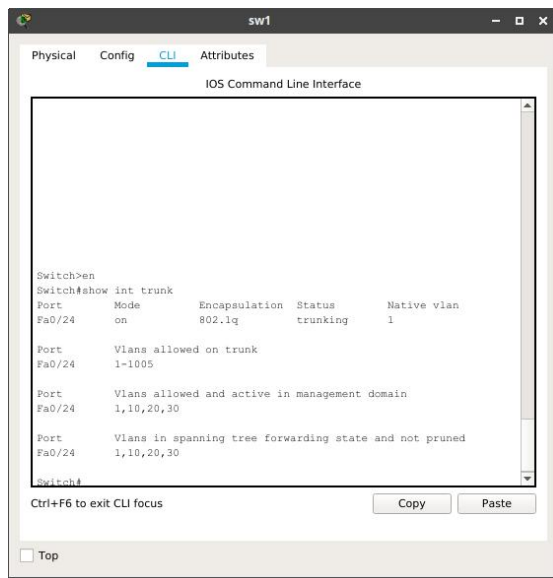 sw1
Physical Config CLI Attributes
IOS Command Line Interface
Switch>en
Switch#show int trunk
Port Mode Encapsulation Status Native vlan
Fa0/24 on 802.1q trunking 1
Port Vlans allowed on trunk
Fa0/24 1-1005
Port Vlans allowed and active in management domain
Fa0/24 1,10,20,30
Port Vlans in spanning tree forwarding state and not pruned
Fa0/24 1,10,20,30
Switch#
Ctrl+F6 to exit CLI focus Copy Paste
Top